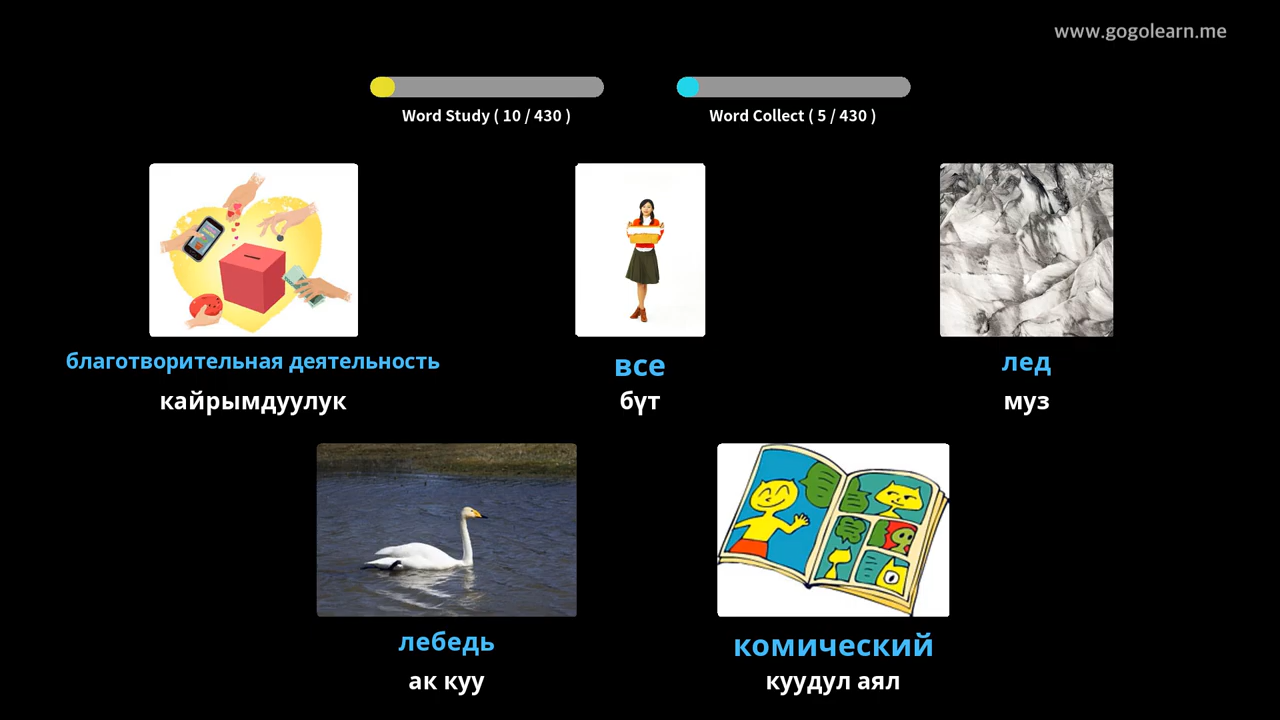 www.gogolearn.me
Word Study ( 10 / 430 )
Word Collect ( 5 / 430 )
благотворительная деятельность
кайрымдуулук
все
бүт
лед
муз
лебедь
ак куу
комический
куудул аял